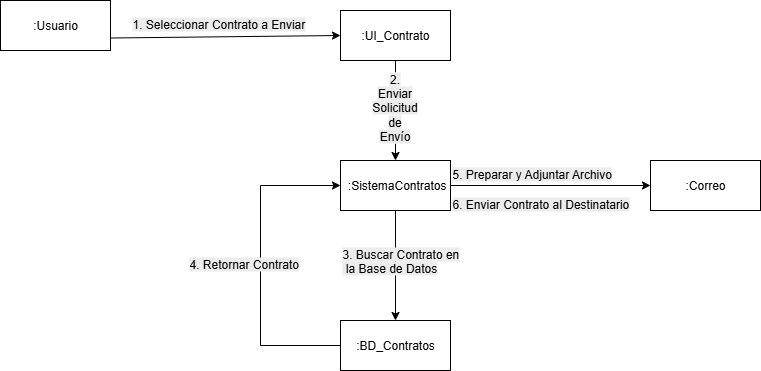 :Usuario
1. Seleccionar Contrato a Enviar
:UI_Contrato
2.
Enviar
Solicitud
de
Envío
:SistemaContratos
5. Preparar y Adjuntar Archivo
6. Enviar Contrato al Destinatario
:Correo
4. Retornar Contrato
3. Buscar Contrato en
la Base de Datos
:BD_Contratos